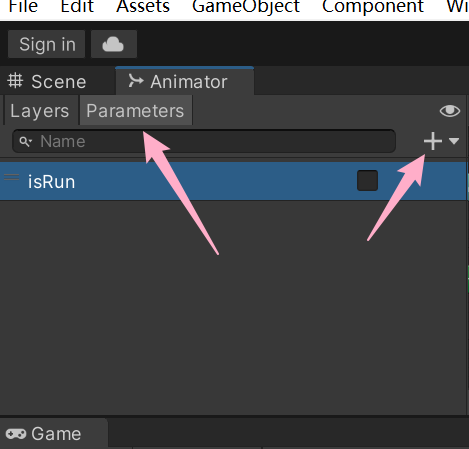 File Edit Assets GameObject Component Wi
Sign in
Scene Animator
Layers Parameters
Name
isRun
Game